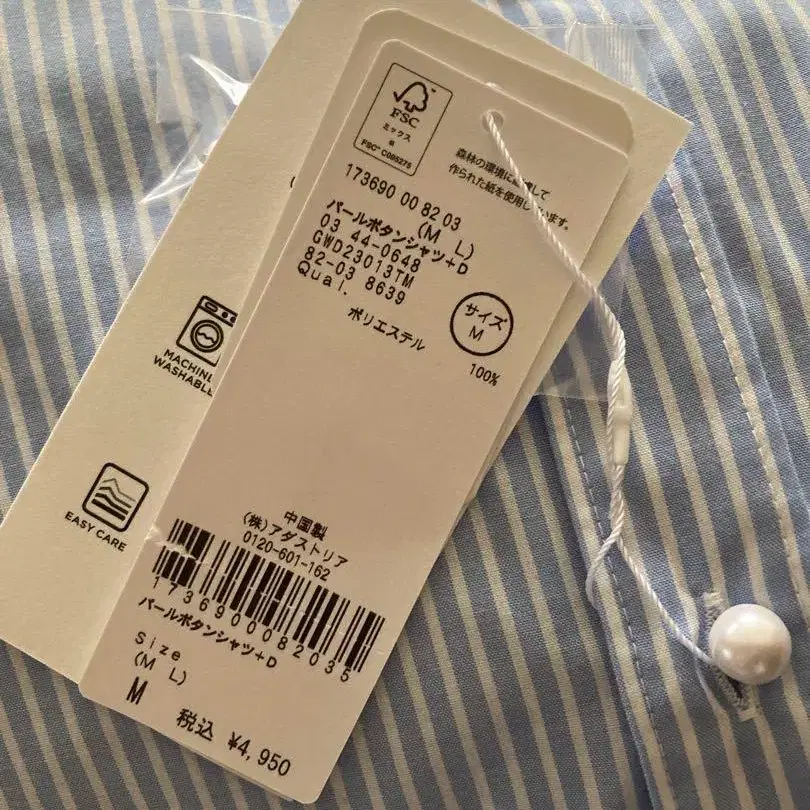 FSC
ミックス
紙
FSC™ C095275
森林の環境に配慮して
作られた紙を使用しています。
173690 00 82 03
(M L)
パールボタンシャツ+D
03 44-0648
GWD23013TM
82-03 8639
Qual.
サイズ
M
ポリエステル 100%
MACHINE
WASHABLE
EASY CARE
中国製
(株)アダストリア
0120-601-162
1736900082035
パールボタンシャツ+D
Size
(M L)
M
税込 ¥4,950